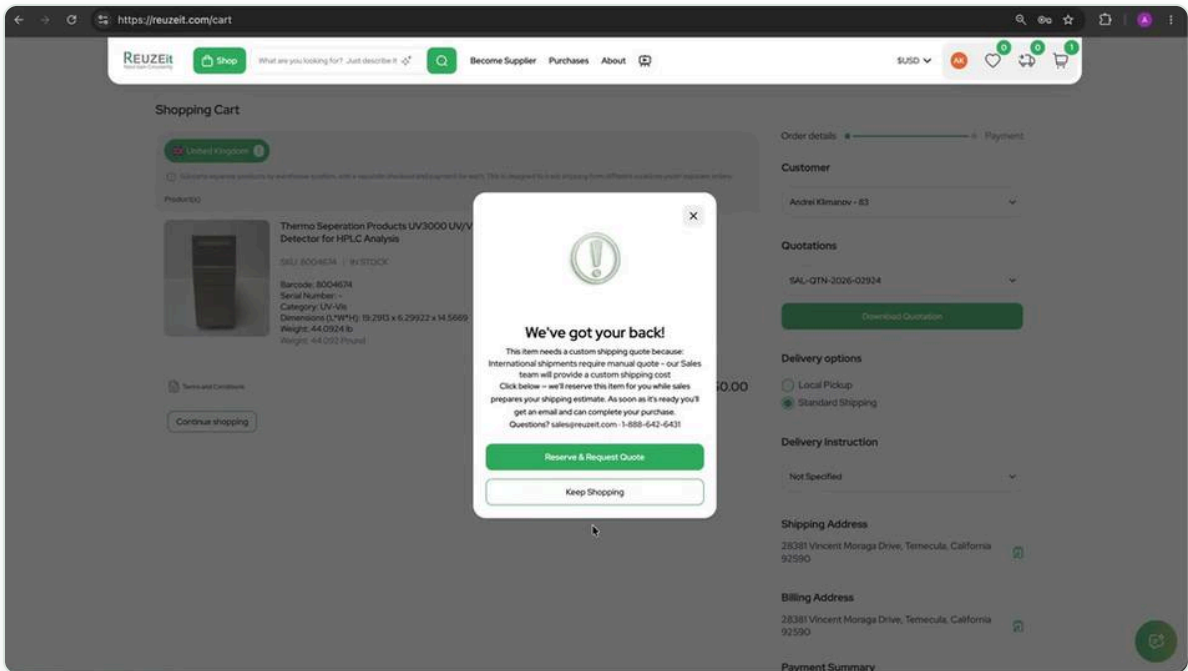 https://reuzeit.com/cart
REUZEit
Shop
What are you looking for? Just describe it
Become Supplier
Purchases
About
$USD
AK
0
0
1
A
Shopping Cart
United Kingdom
Product(s)
Thermo Seperation Products UV3000 UV/V
Detector for HPLC Analysis
SKU: 8004674 | IN STOCK
Barcode: 8004674
Serial Number: -
Category: UV-Vis
Dimensions (L*W*H): 19.2913 x 6.29922 x 14.5669
Weight: 44.0924 lb
Weight: 44.092 Pound
0.00
Terms and Conditions
Continue shopping
We've got your back!
This item needs a custom shipping quote because:
International shipments require manual quote - our Sales
team will provide a custom shipping cost
Click below – we'll reserve this item for you while sales
prepares your shipping estimate. As soon as it's ready you'll
get an email and can complete your purchase.
Questions? sales@reuzeit.com · 1-888-642-6431
Reserve & Request Quote
Keep Shopping
Order details
Payment
Customer
Andrei Klimanov - 83
Quotations
SAL-QTN-2026-02924
Download Quotation
Delivery options
Local Pickup
Standard Shipping
Delivery Instruction
Not Specified
Shipping Address
28381 Vincent Moraga Drive, Temecula, California
92590
Billing Address
28381 Vincent Moraga Drive, Temecula, California
92590
Payment Summary